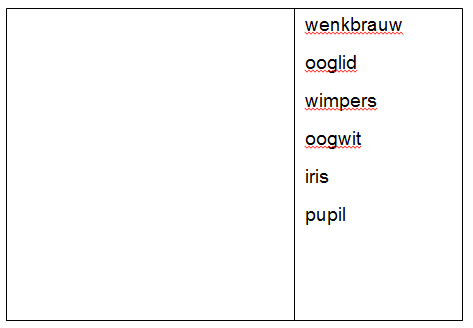 wenkbrauw
ooglid
wimpers
oogwit
iris
pupil